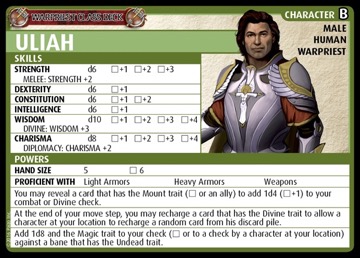 WARPRIEST CLASS DECK
CHARACTER B
ULIAH
MALE
HUMAN
WARPRIEST
SKILLS
STRENGTH d6 □+1 □+2 □+3
MELEE: STRENGTH +2
DEXTERITY d6 □+1
CONSTITUTION d6 □+1 □+2
INTELLIGENCE d6 □+1
WISDOM d10 □+1 □+2 □+3 □+4
DIVINE: WISDOM +3
CHARISMA d8 □+1 □+2 □+3 □+4
DIPLOMACY: CHARISMA +2
POWERS
HAND SIZE 5 □ 6
PROFICIENT WITH Light Armors Heavy Armors Weapons
You may reveal a card that has the Mount trait (□ or an ally) to add 1d4 (□+1) to your
combat or Divine check.
At the end of your move step, you may recharge a card that has the Divine trait to allow a
character at your location to recharge a random card from his discard pile.
Add 1d8 and the Magic trait to your check (□ or to a check by a character at your location)
against a bane that has the Undead trait.